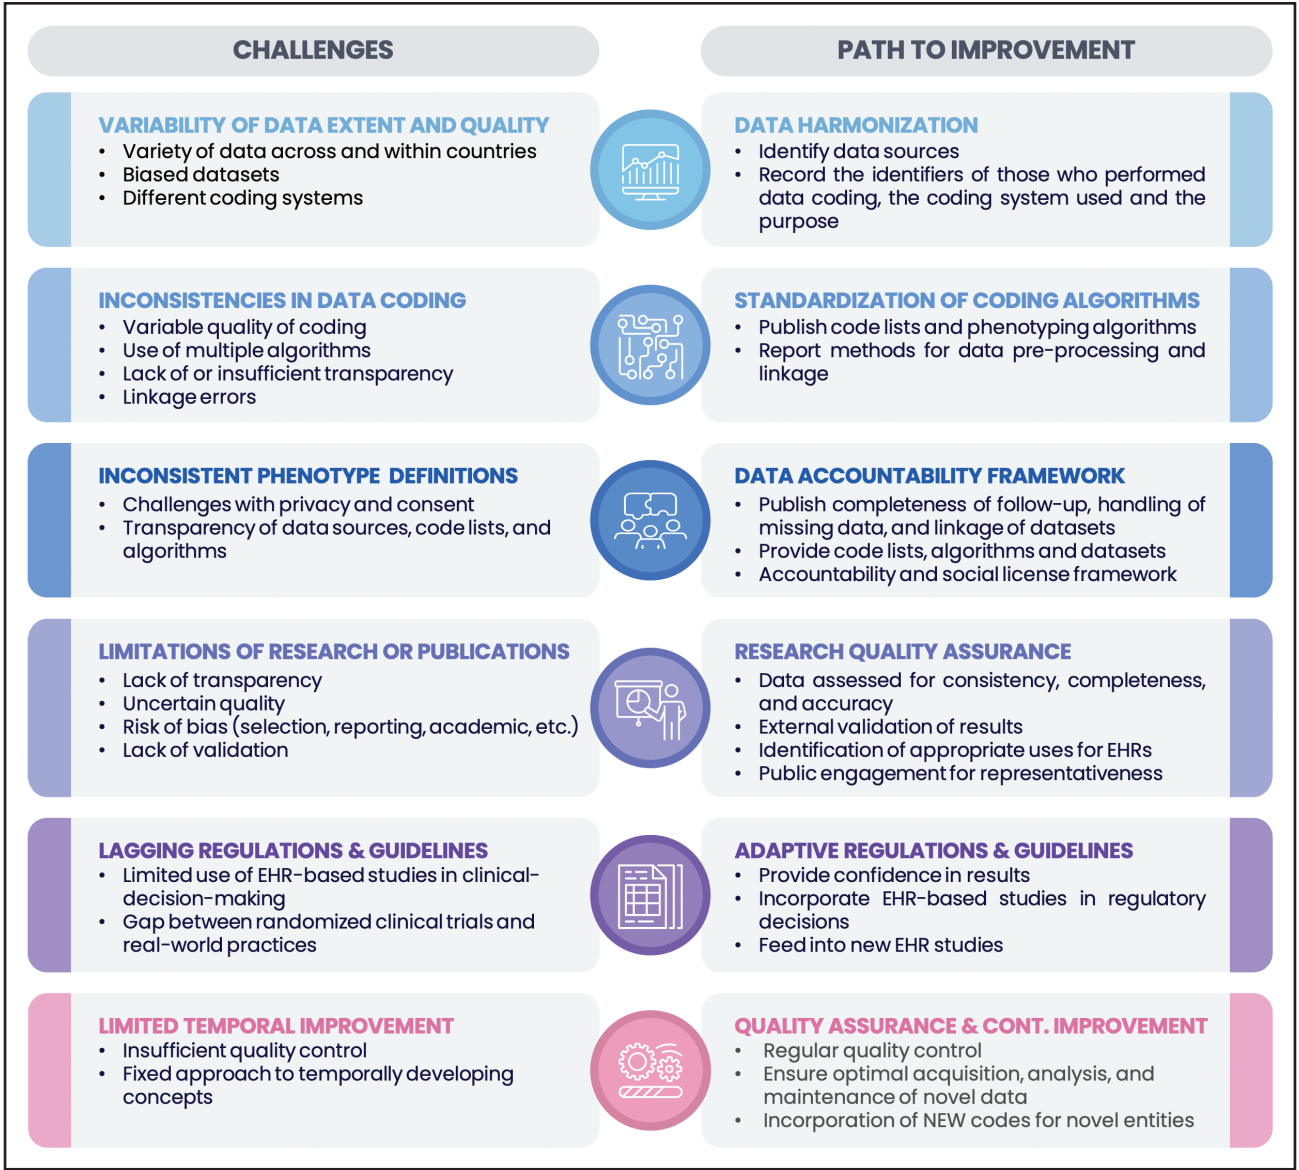 CHALLENGES
PATH TO IMPROVEMENT
VARIABILITY OF DATA EXTENT AND QUALITY
• Variety of data across and within countries
• Biased datasets
• Different coding systems
DATA HARMONIZATION
• Identify data sources
• Record the identifiers of those who performed
data coding, the coding system used and the
purpose
INCONSISTENCIES IN DATA CODING
• Variable quality of coding
• Use of multiple algorithms
• Lack of or insufficient transparency
• Linkage errors
STANDARDIZATION OF CODING ALGORITHMS
• Publish code lists and phenotyping algorithms
• Report methods for data pre-processing and
linkage
INCONSISTENT PHENOTYPE DEFINITIONS
• Challenges with privacy and consent
• Transparency of data sources, code lists, and
algorithms
DATA ACCOUNTABILITY FRAMEWORK
• Publish completeness of follow-up, handling of
missing data, and linkage of datasets
• Provide code lists, algorithms and datasets
• Accountability and social license framework
LIMITATIONS OF RESEARCH OR PUBLICATIONS
• Lack of transparency
• Uncertain quality
• Risk of bias (selection, reporting, academic, etc.)
• Lack of validation
RESEARCH QUALITY ASSURANCE
• Data assessed for consistency, completeness,
and accuracy
• External validation of results
• Identification of appropriate uses for EHRs
• Public engagement for representativeness
LAGGING REGULATIONS & GUIDELINES
• Limited use of EHR-based studies in clinical-
decision-making
• Gap between randomized clinical trials and
real-world practices
ADAPTIVE REGULATIONS & GUIDELINES
• Provide confidence in results
• Incorporate EHR-based studies in regulatory
decisions
• Feed into new EHR studies
LIMITED TEMPORAL IMPROVEMENT
• Insufficient quality control
• Fixed approach to temporally developing
concepts
QUALITY ASSURANCE & CONT. IMPROVEMENT
• Regular quality control
• Ensure optimal acquisition, analysis, and
maintenance of novel data
• Incorporation of NEW codes for novel entities